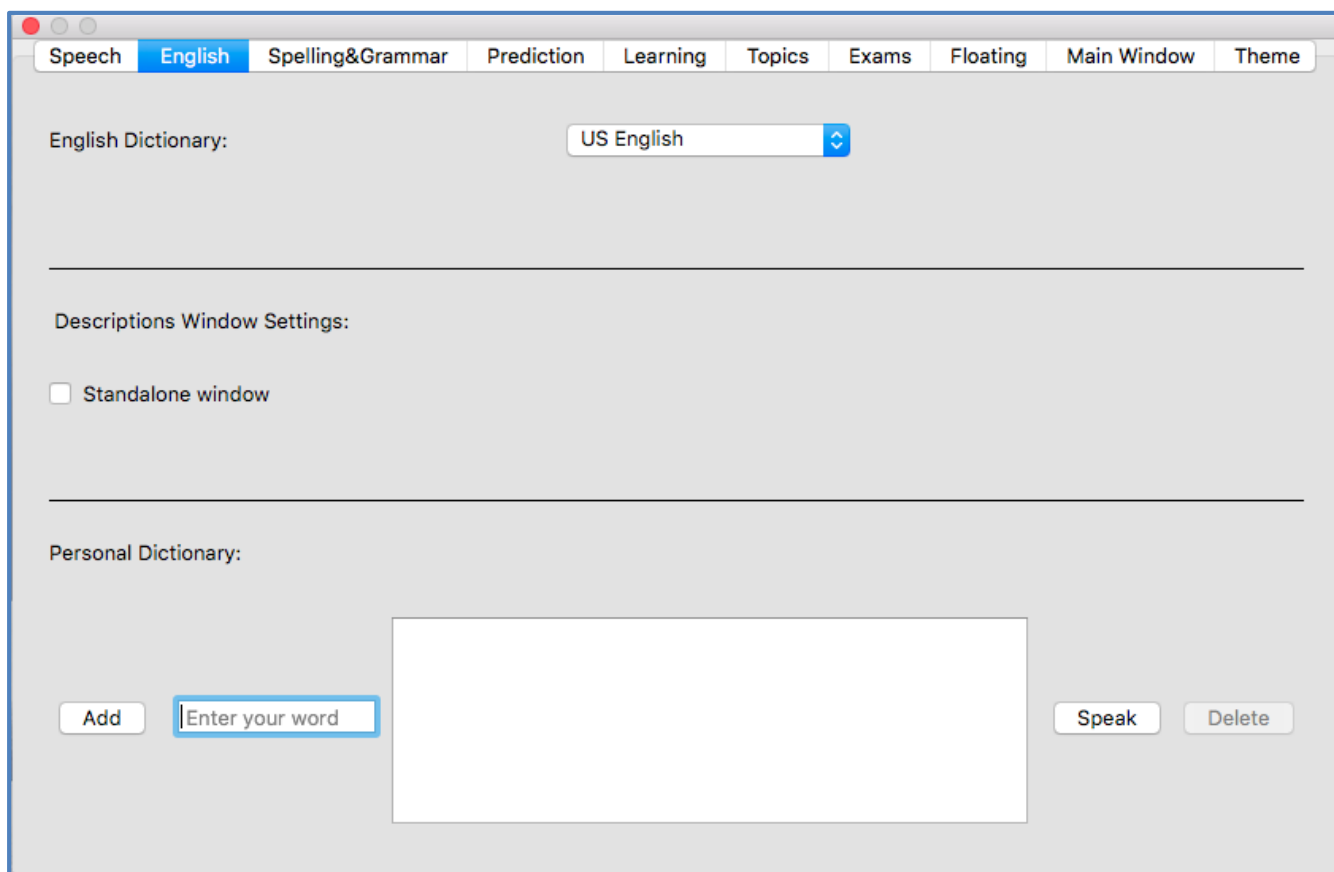 Speech English Spelling&Grammar Prediction Learning Topics Exams Floating Main Window Theme
English Dictionary: US English
Descriptions Window Settings:
Standalone window
Personal Dictionary:
Add Enter your word Speak Delete